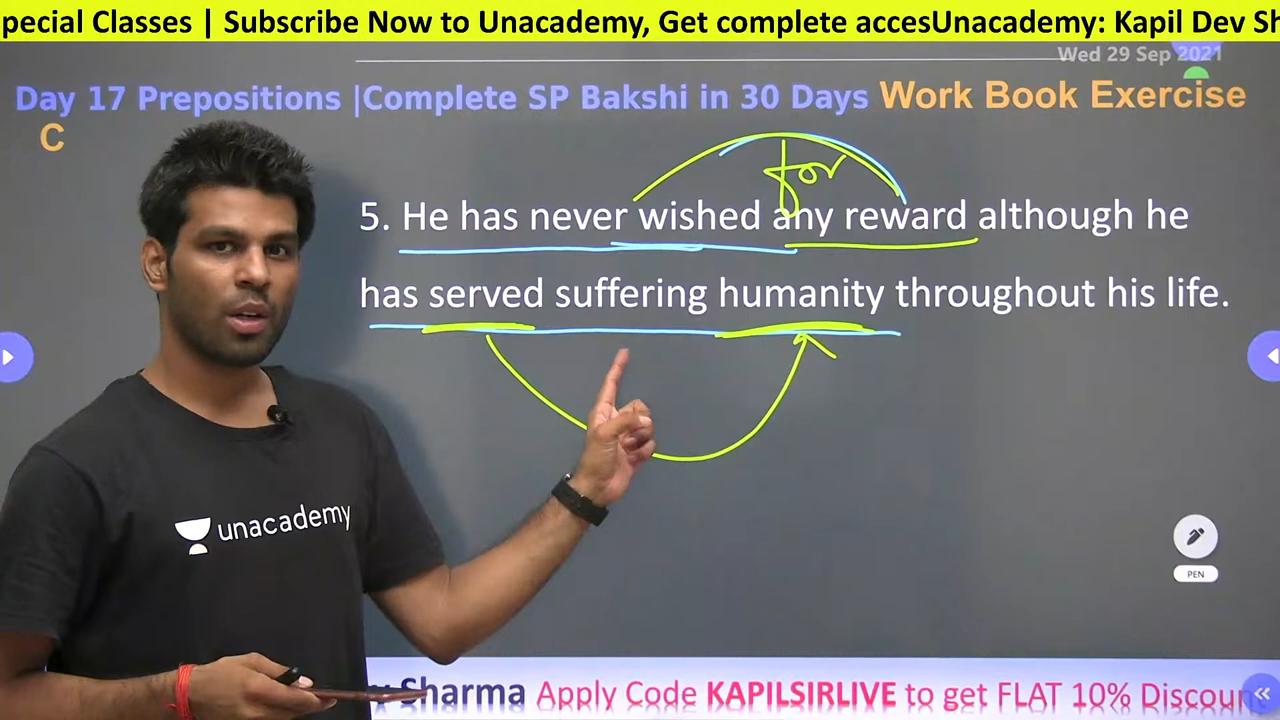 pecial Classes | Subscribe Now to Unacademy, Get complete accesUnacademy: Kapil Dev Sh
Wed 29 Sep 2021
Day 17 Prepositions |Complete SP Bakshi in 30 Days Work Book Exercise
C
for
5. He has never wished any reward although he
has served suffering humanity throughout his life.
unacademy
PEN
Sharma Apply Code KAPILSIRLIVE to get FLAT 10% Discoun